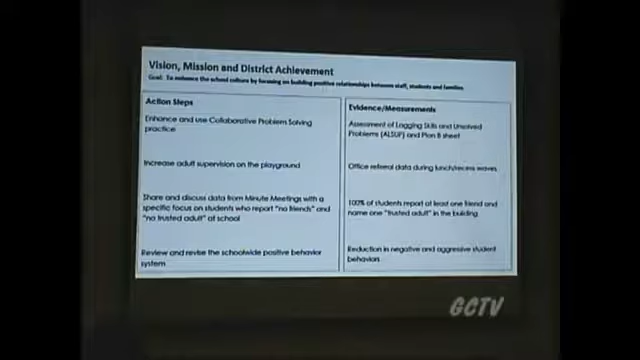 Vision, Mission and District Achievement
Goal: To enhance the school culture by focusing on building positive relationships between staff, students and families
Action Steps
Enhance and use Collaborative Problem Solving
practice
Increase adult supervision on the playground
Share and discuss data from Minute Meetings with a
specific focus on students who report "no friends" and
"no trusted adult" at school
Review and revise the schoolwide positive behavior
system
Evidence/Measurements
Assessment of Lagging Skills and Unsolved
Problems (ALSUP) and Plan B sheet
Office referral data during lunch/recess waves
100% of students report at least one friend and
name one "trusted adult" in the building
Reduction in negative and aggressive student
behaviors
GCTV